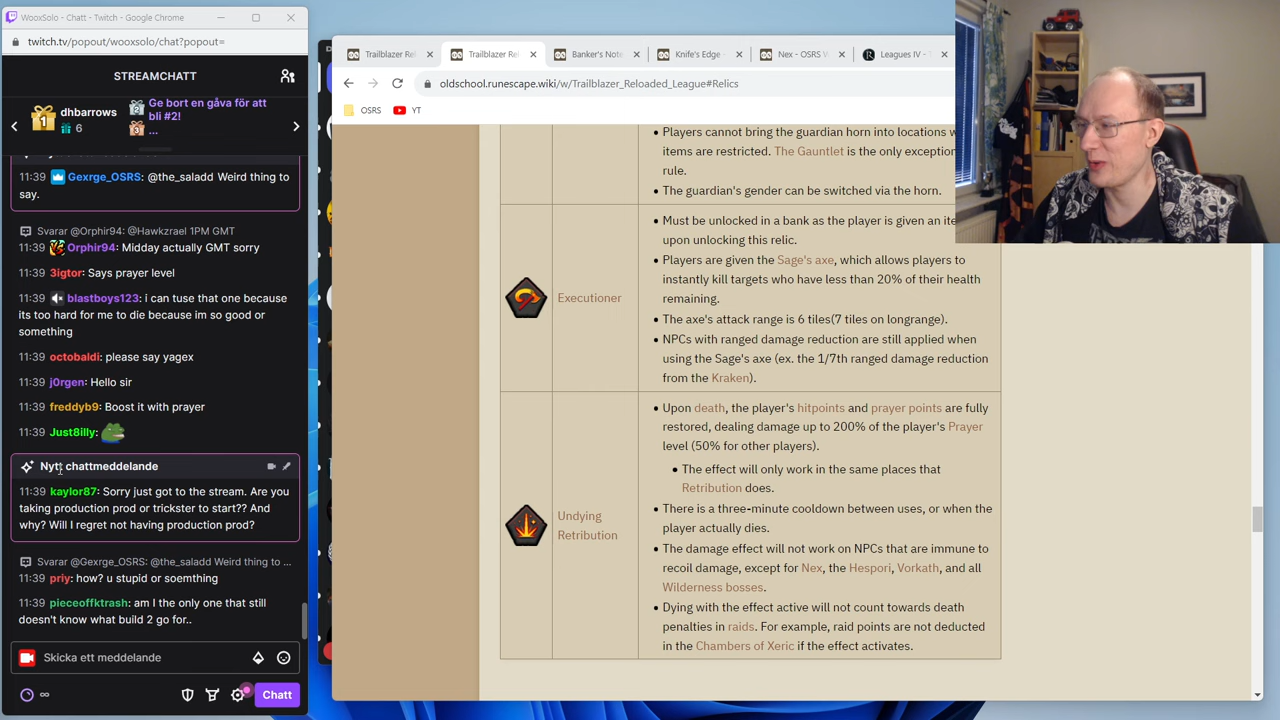 WooxSolo - Chatt - Twitch - Google Chrome
twitch.tv/popout/wooxsolo/chat?popout=
STREAMCHATT
dhbarrows
6
Ge bort en gåva för att
bli #2!
...
Gexrge_OSRS: @the_saladd Weird thing to
say.
Svarar @Orphir94: @Hawkzrael 1PM GMT
11:39 Orphir94: Midday actually GMT sorry
11:39 3igtor: Says prayer level
11:39 blastboys123: i can tuse that one because
its too hard for me to die because im so good or
something
11:39 octobaldi: please say yagex
11:39 j0rgen: Hello sir
11:39 freddyb9: Boost it with prayer
11:39 Just8illy:
Nytt chattmeddelande
11:39 kaylor87: Sorry just got to the stream. Are you
taking production prod or trickster to start?? And
why? Will I regret not having production prod?
Svarar @Gexrge_OSRS: @the_saladd Weird thing to ...
11:39 priy: how? u stupid or soemthing
11:39 pieceoffktrash: am I the only one that still
doesn't know what build 2 go for..
Skicka ett meddelande
Chatt
Trailblazer Rel
Trailblazer Rel
Banker's Note
Knife's Edge -
Nex - OSRS W
Leagues IV -
oldschool.runescape.wiki/w/Trailblazer_Reloaded_League#Relics
OSRS
YT
Players cannot bring the guardian horn into locations
items are restricted. The Gauntlet is the only exception
rule.
The guardian's gender can be switched via the horn.
Executioner
Must be unlocked in a bank as the player is given an
upon unlocking this relic.
Players are given the Sage's axe, which allows players to
instantly kill targets who have less than 20% of their health
remaining.
The axe's attack range is 6 tiles(7 tiles on longrange).
NPCs with ranged damage reduction are still applied when
using the Sage's axe (ex. the 1/7th ranged damage reduction
from the Kraken).
Undying
Retribution
Upon death, the player's hitpoints and prayer points are fully
restored, dealing damage up to 200% of the player's Prayer
level (50% for other players).
The effect will only work in the same places that
Retribution does.
There is a three-minute cooldown between uses, or when the
player actually dies.
The damage effect will not work on NPCs that are immune to
recoil damage, except for Nex, the Hespori, Vorkath, and all
Wilderness bosses.
Dying with the effect active will not count towards death
penalties in raids. For example, raid points are not deducted
in the Chambers of Xeric if the effect activates.